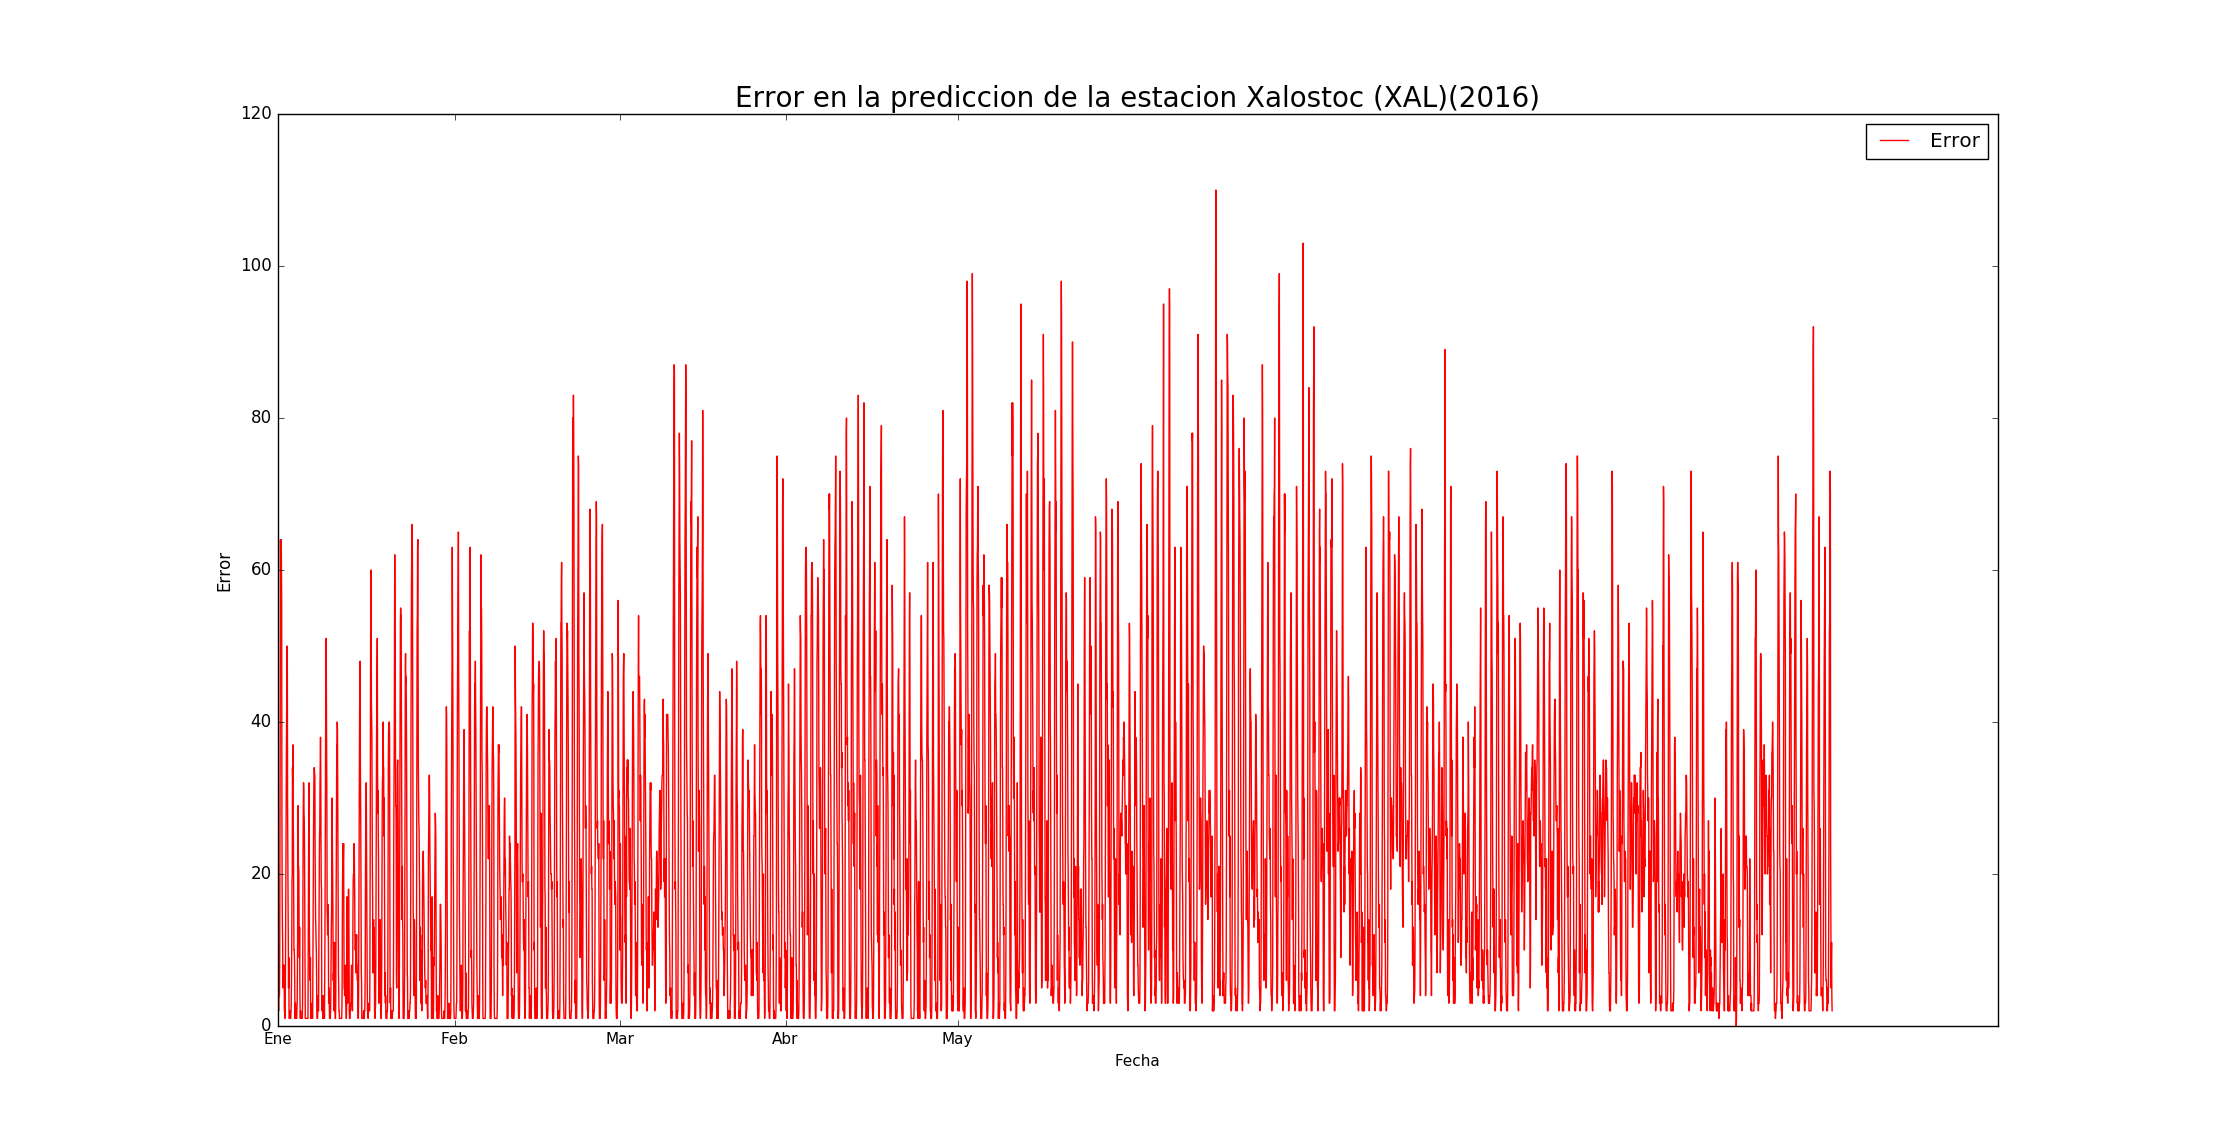 Error en la prediccion de la estacion Xalostoc (XAL)(2016)
120
100
80
60
40
20
0
Error
Error
Ene Feb Mar Abr May
Fecha